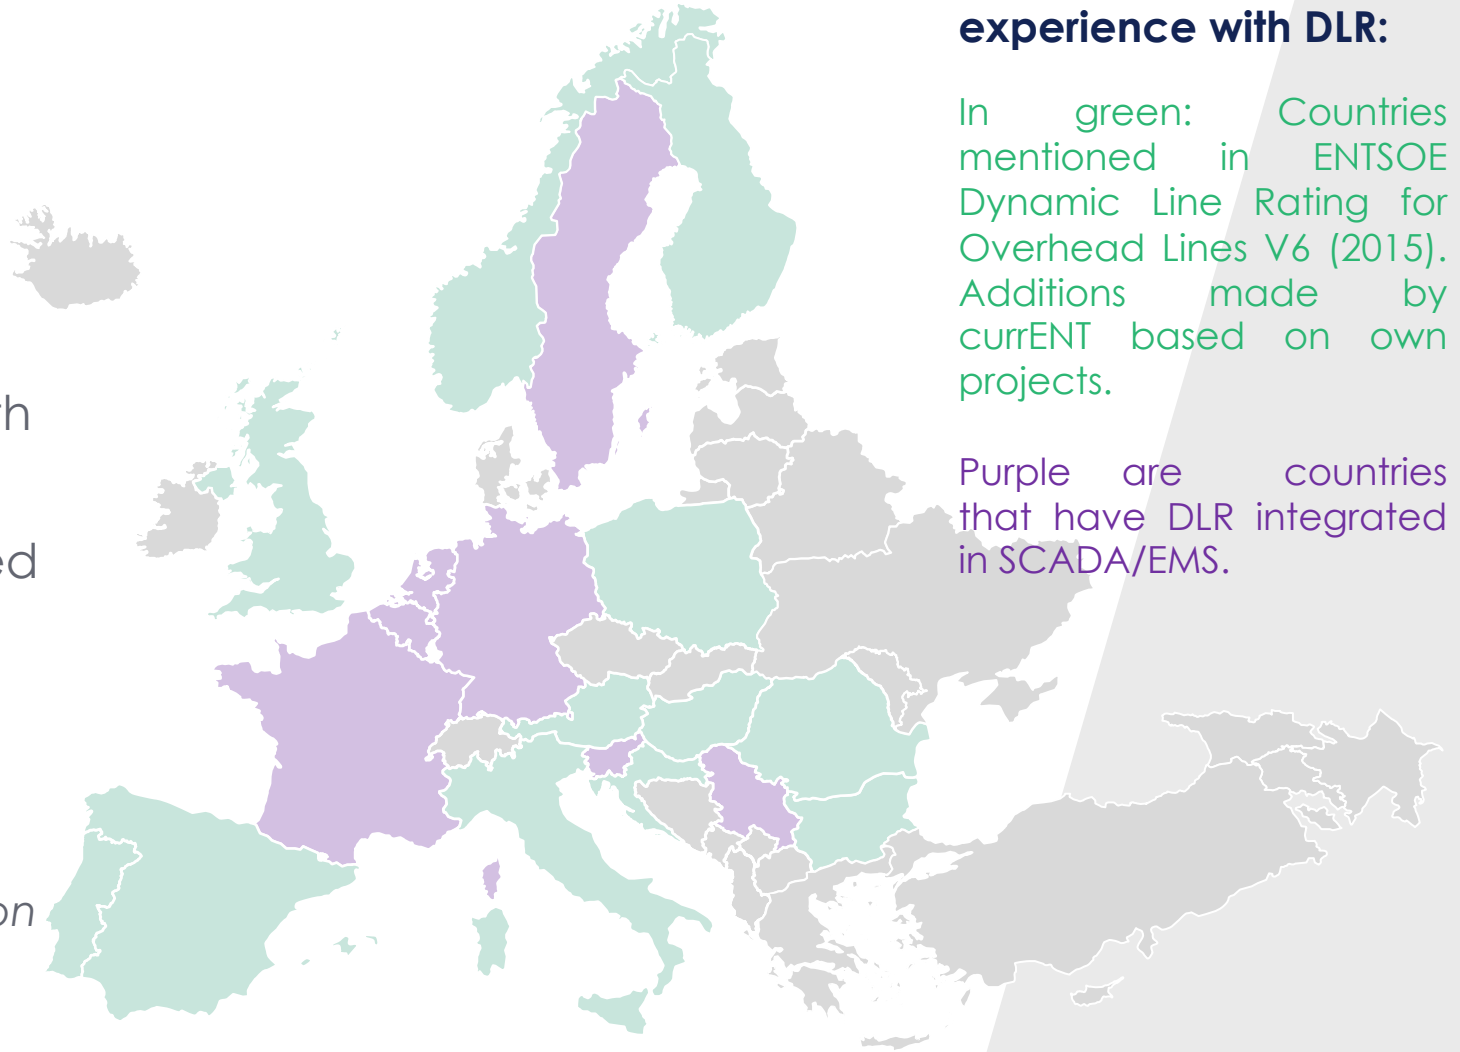 experience with DLR:
In green: Countries
mentioned in ENTSOE
Dynamic Line Rating for
Overhead Lines V6 (2015).
Additions made by
currENT based on own
projects.
Purple are countries
that have DLR integrated
in SCADA/EMS.